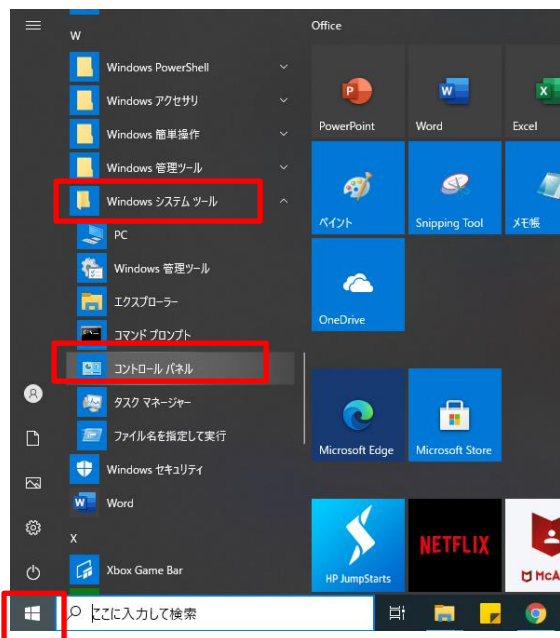 W
Windows PowerShell
Windows アクセサリ
Windows 簡単操作
Windows 管理ツール
Windows システム ツール
PC
Windows 管理ツール
エクスプローラー
コマンド プロンプト
コントロール パネル
タスク マネージャー
ファイル名を指定して実行
Windows セキュリティ
Word
X
Xbox Game Bar
ここに入力して検索
Office
PowerPoint
Word
Excel
ペイント
Snipping Tool
メモ帳
OneDrive
Microsoft Edge
Microsoft Store
HP JumpStarts
NETFLIX
McA